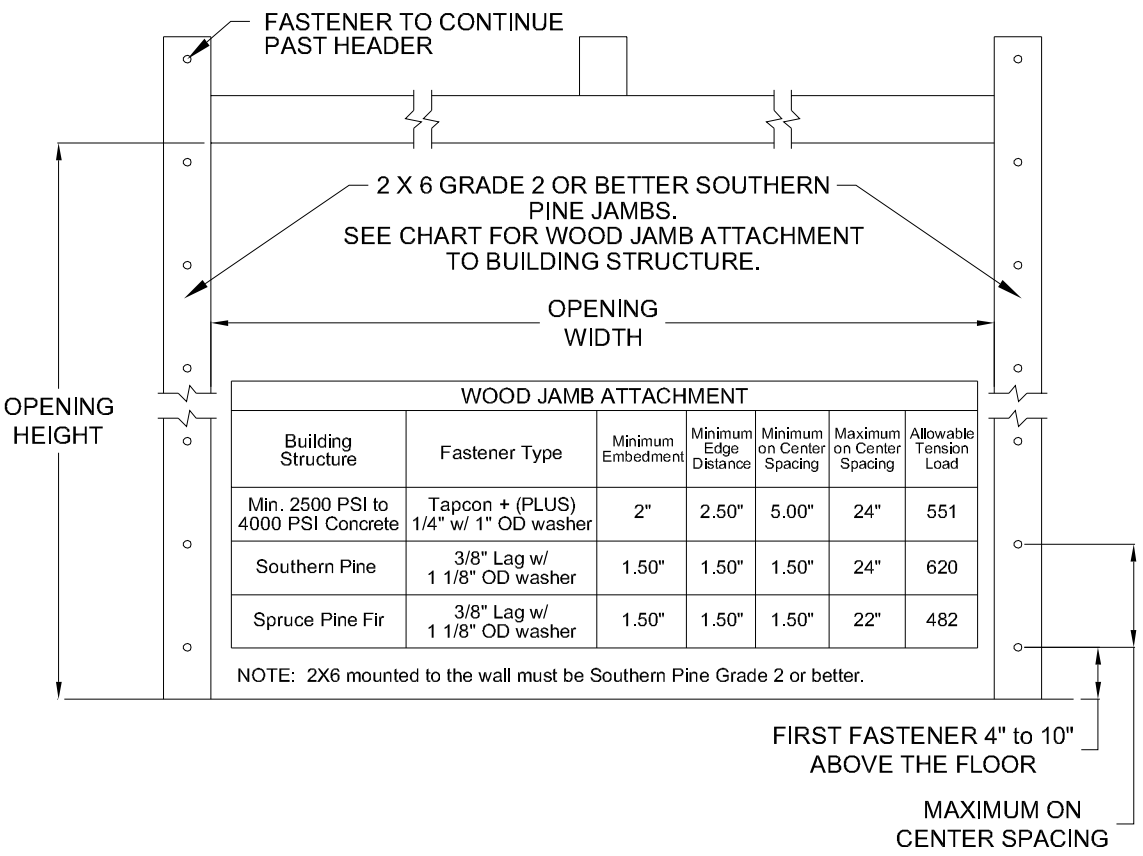 FASTENER TO CONTINUE
PAST HEADER
2 X 6 GRADE 2 OR BETTER SOUTHERN
PINE JAMBS.
SEE CHART FOR WOOD JAMB ATTACHMENT
TO BUILDING STRUCTURE.
OPENING
WIDTH
OPENING
HEIGHT
WOOD JAMB ATTACHMENT
Building
Structure
Fastener Type
Minimum
Embedment
Minimum
Edge
Distance
Minimum
on Center
Spacing
Maximum
on Center
Spacing
Allowable
Tension
Load
Min. 2500 PSI to
4000 PSI Concrete
Tapcon + (PLUS)
1/4" w/ 1" OD washer
2"
2.50"
5.00"
24"
551
Southern Pine
3/8" Lag w/
1 1/8" OD washer
1.50"
1.50"
1.50"
24"
620
Spruce Pine Fir
3/8" Lag w/
1 1/8" OD washer
1.50"
1.50"
1.50"
22"
482
NOTE: 2X6 mounted to the wall must be Southern Pine Grade 2 or better.
FIRST FASTENER 4" to 10"
ABOVE THE FLOOR
MAXIMUM ON
CENTER SPACING